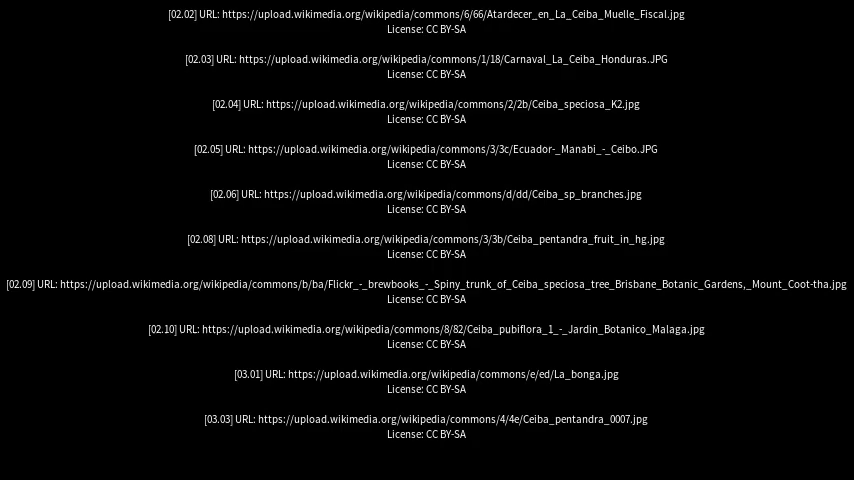 [02.02] URL: https://upload.wikimedia.org/wikipedia/commons/6/66/Atardecer_en_La_Ceiba_Muelle_Fiscal.jpg
License: CC BY-SA
[02.03] URL: https://upload.wikimedia.org/wikipedia/commons/1/18/Carnaval_La_Ceiba_Honduras.JPG
License: CC BY-SA
[02.04] URL: https://upload.wikimedia.org/wikipedia/commons/2/2b/Ceiba_speciosa_K2.jpg
License: CC BY-SA
[02.05] URL: https://upload.wikimedia.org/wikipedia/commons/3/3c/Ecuador-_Manabi_-_Ceibo.JPG
License: CC BY-SA
[02.06] URL: https://upload.wikimedia.org/wikipedia/commons/d/dd/Ceiba_sp_branches.jpg
License: CC BY-SA
[02.08] URL: https://upload.wikimedia.org/wikipedia/commons/3/3b/Ceiba_pentandra_fruit_in_hg.jpg
License: CC BY-SA
[02.09] URL: https://upload.wikimedia.org/wikipedia/commons/b/ba/Flickr_-_brewbooks_-_Spiny_trunk_of_Ceiba_speciosa_tree_Brisbane_Botanic_Gardens,_Mount_Coot-tha.jpg
License: CC BY-SA
[02.10] URL: https://upload.wikimedia.org/wikipedia/commons/8/82/Ceiba_pubiflora_1_-_Jardin_Botanico_Malaga.jpg
License: CC BY-SA
[03.01] URL: https://upload.wikimedia.org/wikipedia/commons/e/ed/La_bonga.jpg
License: CC BY-SA
[03.03] URL: https://upload.wikimedia.org/wikipedia/commons/4/4e/Ceiba_pentandra_0007.jpg
License: CC BY-SA